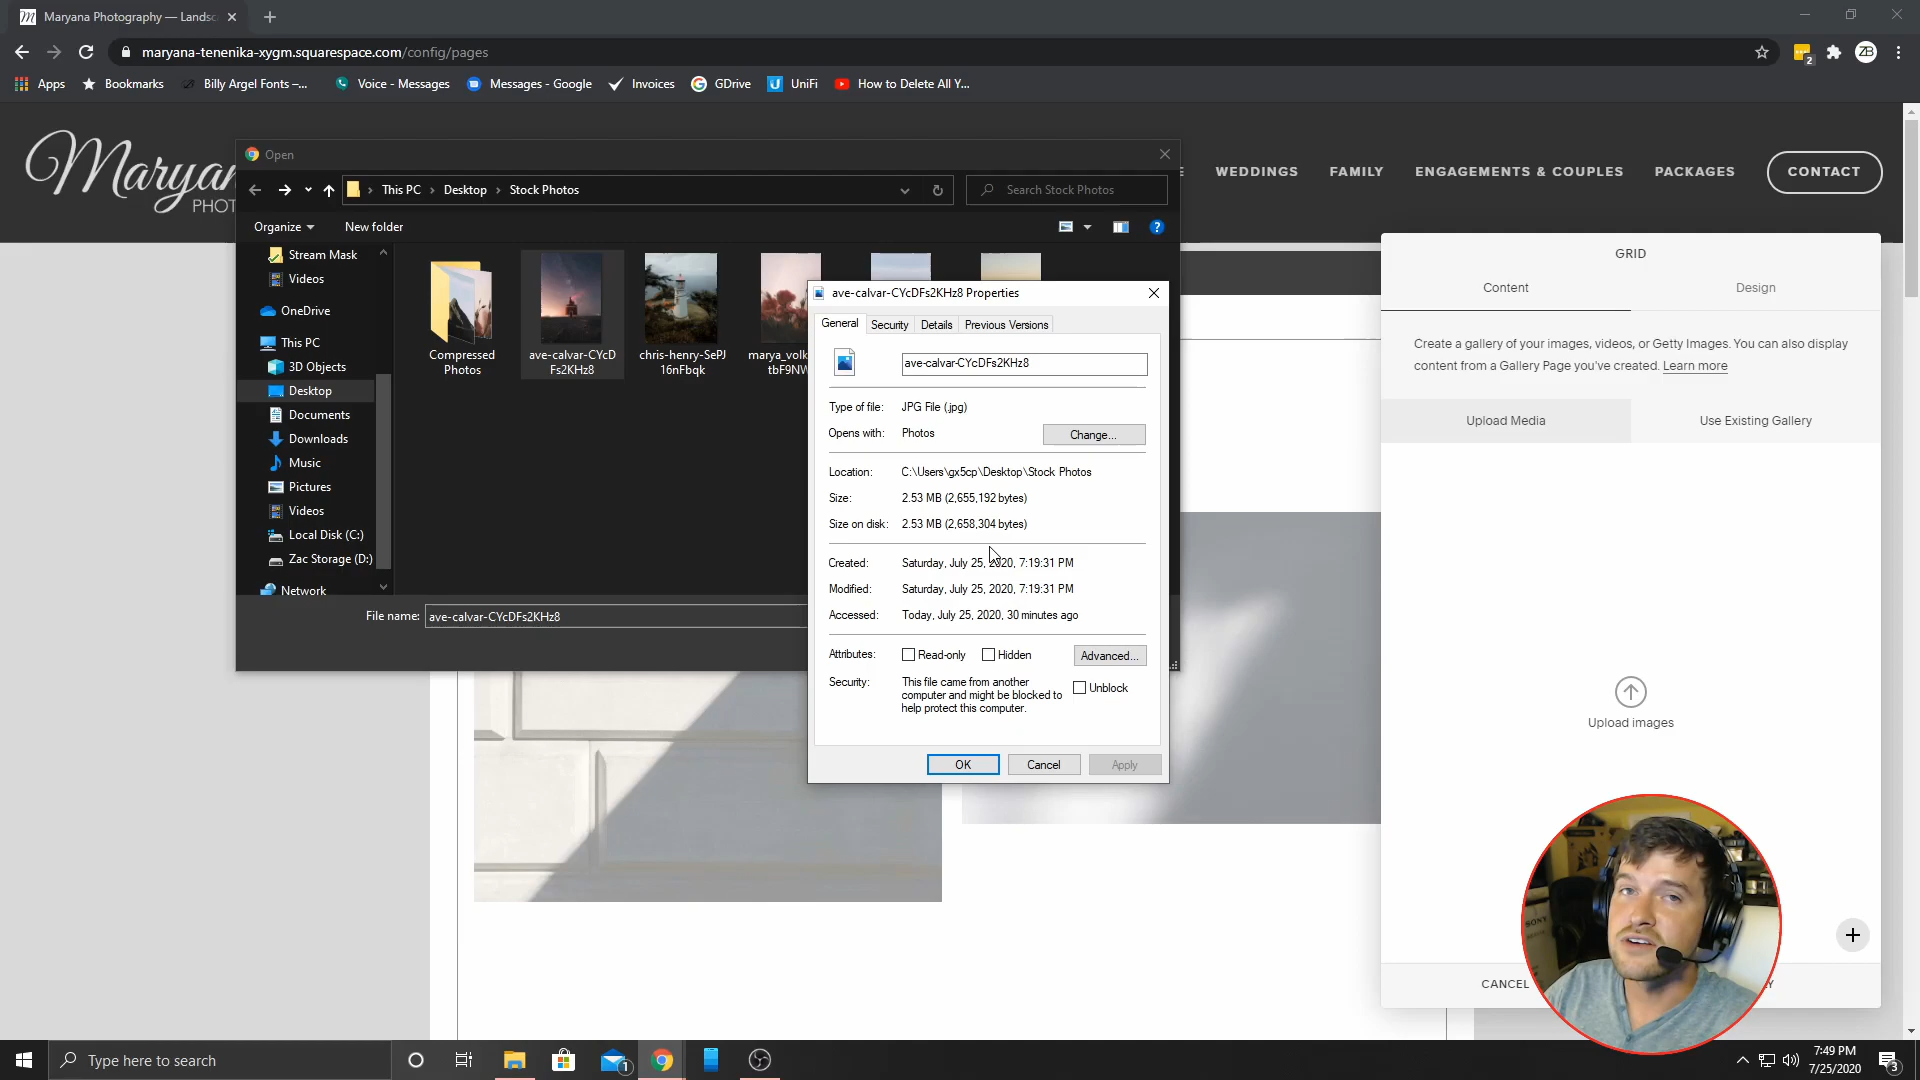 Maryana Photography — Landsc
maryana-tenenika-xygm.squarespace.com/config/pages
2
ZB
Apps
Bookmarks
Billy Argel Fonts –...
Voice - Messages
Messages - Google
Invoices
GDrive
UniFi
How to Delete All Y...
Maryan
PHOT
E
WEDDINGS
FAMILY
ENGAGEMENTS & COUPLES
PACKAGES
CONTACT
Open
This PC
Desktop
Stock Photos
Search Stock Photos
Organize
New folder
Stream Mask
Videos
OneDrive
This PC
3D Objects
Desktop
Documents
Downloads
Music
Pictures
Videos
Local Disk (C:)
Zac Storage (D:)
Network
Compressed
Photos
ave-calvar-CYcD
Fs2KHz8
chris-henry-SePJ
16nFbqk
marya_volk
tbF9NW
File name:
ave-calvar-CYcDFs2KHz8
ave-calvar-CYcDFs2KHz8 Properties
General
Security
Details
Previous Versions
ave-calvar-CYcDFs2KHz8
Type of file: JPG File (.jpg)
Opens with: Photos
Change...
Location: C:\Users\gx5cp\Desktop\Stock Photos
Size: 2.53 MB (2,655,192 bytes)
Size on disk: 2.53 MB (2,658,304 bytes)
Created: Saturday, July 25, 2020, 7:19:31 PM
Modified: Saturday, July 25, 2020, 7:19:31 PM
Accessed: Today, July 25, 2020, 30 minutes ago
Attributes: Read-only Hidden
Advanced...
Security: This file came from another
computer and might be blocked to
help protect this computer.
Unblock
OK
Cancel
Apply
GRID
Content
Design
Create a gallery of your images, videos, or Getty Images. You can also display
content from a Gallery Page you've created. Learn more
Upload Media
Use Existing Gallery
Upload images
SONY
CANCEL
Y
Type here to search
1
7:49 PM
7/25/2020
3